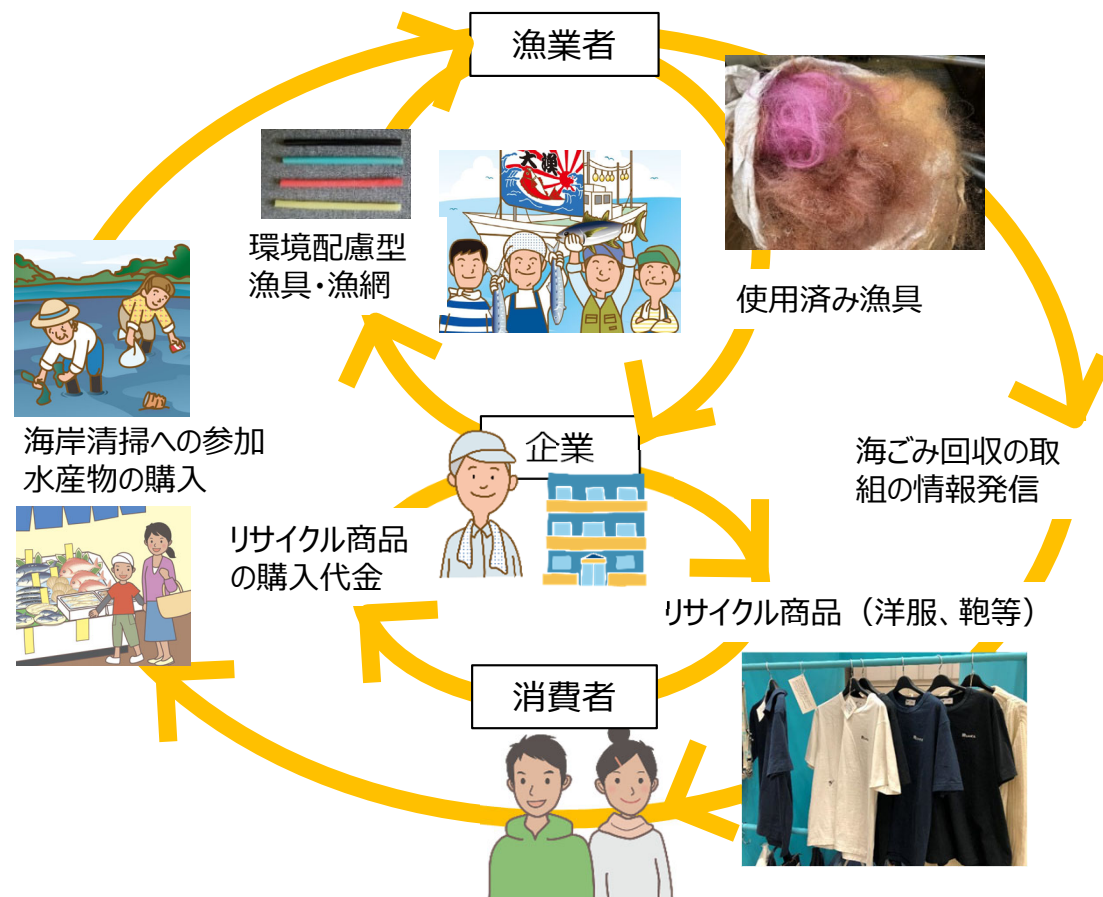 漁業者
大漁
環境配慮型
漁具・漁網
使用済み漁具
海岸清掃への参加
水産物の購入
企業
海ごみ回収の取
組の情報発信
リサイクル商品
の購入代金
リサイクル商品（洋服、鞄等）
消費者